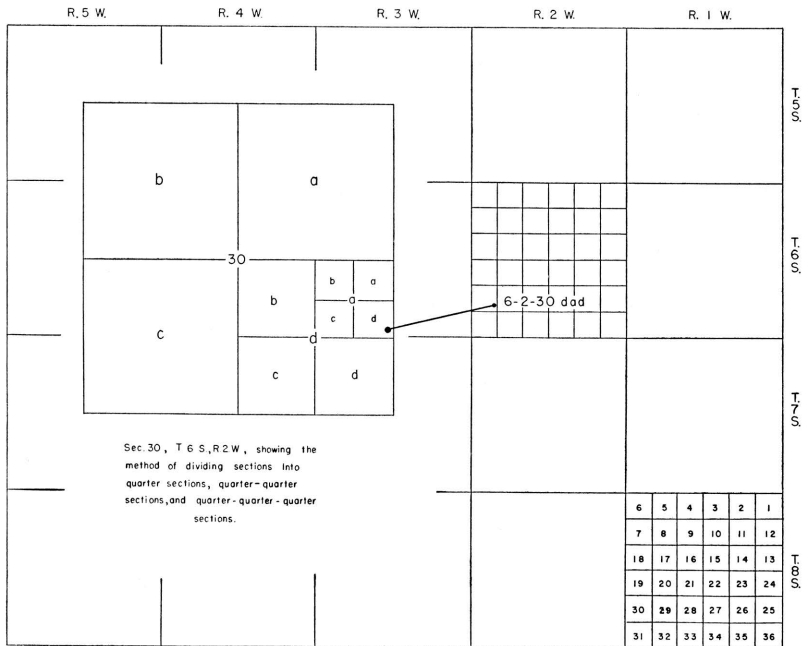 R. 5 W. R. 4 W. R. 3 W. R. 2 W. R. 1 W.
T. 5 S.
b a
T. 6 S.
30
b a
b a
6-2-30 dad
c d
c d
c d
T. 7 S.
Sec. 30, T 6 S., R 2 W, showing the
method of dividing sections into
quarter sections, quarter-quarter
sections, and quarter-quarter-quarter
sections.
6 5 4 3 2 1
7 8 9 10 11 12
18 17 16 15 14 13
T. 8 S.
19 20 21 22 23 24
30 29 28 27 26 25
31 32 33 34 35 36